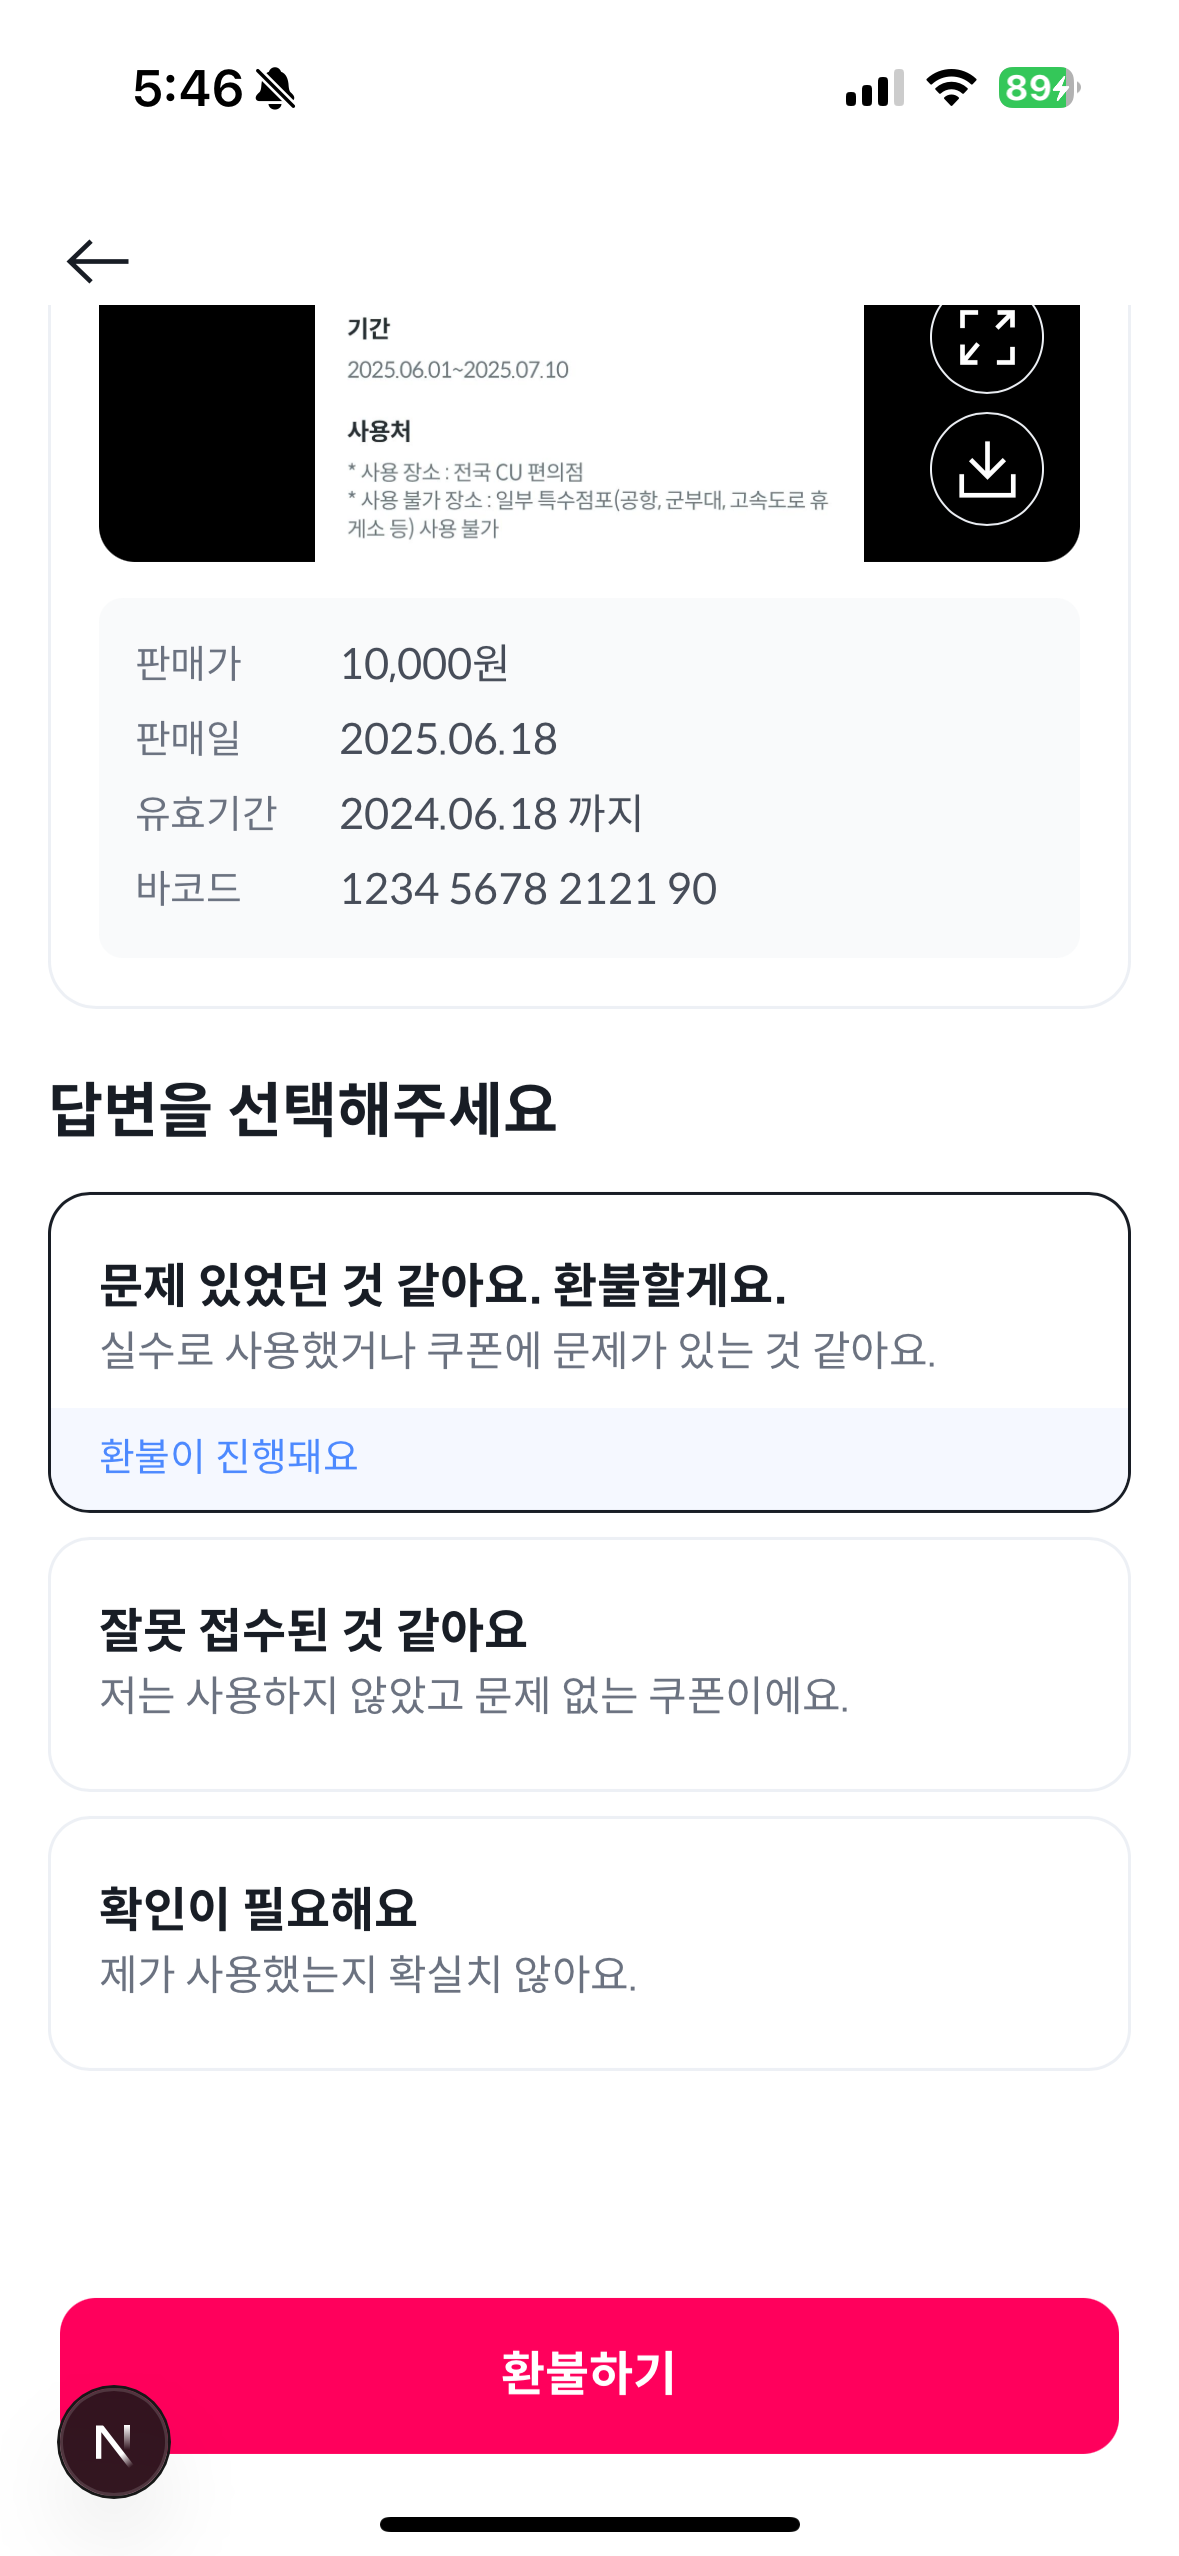 5:46
89
기간
2025.06.01~2025.07.10
사용처
* 사용 장소 : 전국 CU 편의점
* 사용 불가 장소 : 일부 특수점포(공항, 군부대, 고속도로 휴
게소 등) 사용 불가
판매가 10,000원
판매일 2025.06.18
유효기간 2024.06.18 까지
바코드 1234 5678 2121 90
답변을 선택해주세요
문제 있었던 것 같아요. 환불할게요.
실수로 사용했거나 쿠폰에 문제가 있는 것 같아요.
환불이 진행돼요
잘못 접수된 것 같아요
저는 사용하지 않았고 문제 없는 쿠폰이에요.
확인이 필요해요
제가 사용했는지 확실치 않아요.
환불하기
N